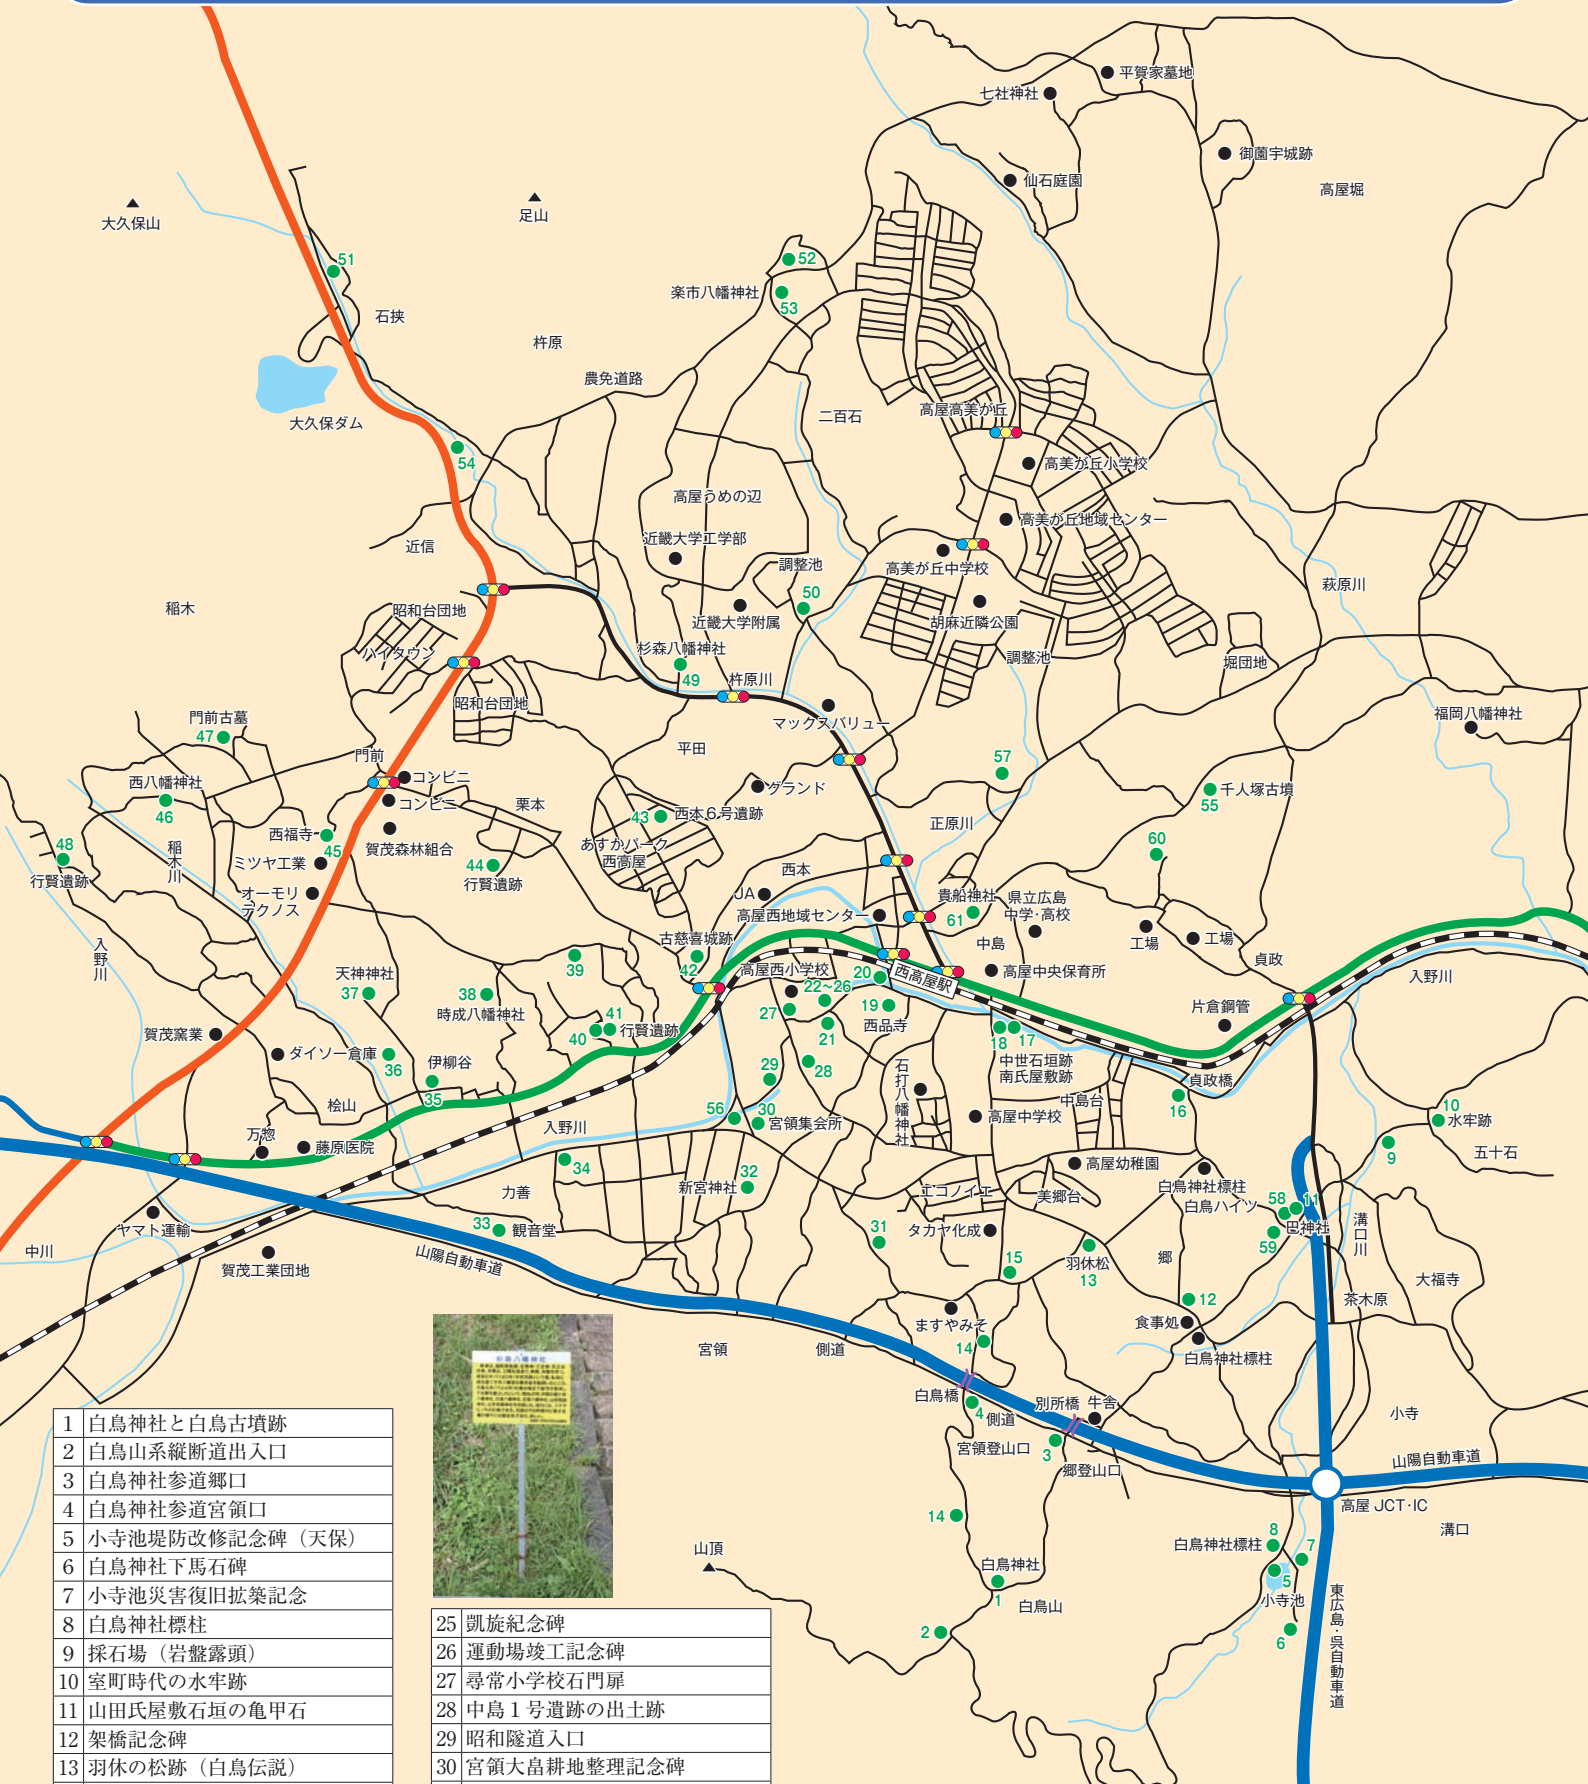 平賀家墓地
七社神社
御薗宇城跡
仙石庭園
高屋堀
大久保山
足山
51
52
楽市八幡神社
53
石挟
杵原
農免道路
二百石
高屋高美が丘
大久保ダム
54
高美が丘小学校
高屋うめの辺
高美が丘地域センター
近畿大学工学部
近信
調整池
高美が丘中学校
50
萩原川
稲木
昭和台団地
近畿大学附属
胡麻近隣公園
ハイタウン
杉森八幡神社
49
杵原川
調整池
堀団地
昭和台団地
マックスバリュー
門前古墓
47
福岡八幡神社
門前
平田
57
コンビニ
西八幡神社
46
コンビニ
栗本
グランド
千人塚古墳
55
43
西本6号遺跡
西福寺
45
正原川
60
48
行賢遺跡
稲木川
賀茂森林組合
あすかパーク
西高屋
ミツヤ工業
44
行賢遺跡
西本
オーモリ
テクノス
JA
貴船神社
61
県立広島
中学・高校
高屋西地域センター
入野川
古慈喜城跡
42
中島
工場
工場
39
貞政
天神神社
37
高屋西小学校
20
西高屋駅
高屋中央保育所
入野川
38
時成八幡神社
22~26
27
19
西品寺
片倉鋼管
41
40
行賢遺跡
21
18
17
賀茂窯業
ダイソー倉庫
36
伊柳谷
35
29
28
石打八幡神社
中世石垣跡
南氏屋敷跡
貞政橋
16
桧山
56
30
宮領集会所
高屋中学校
中島台
10
水牢跡
万惣
藤原医院
入野川
9
五十石
34
力善
32
新宮神社
高屋幼稚園
エコノイエ
美郷台
白鳥神社標柱
白鳥ハイツ
58
11
巴神社
59
溝口川
ヤマト運輸
33
観音堂
31
タカヤ化成
中川
賀茂工業団地
山陽自動車道
15
羽休松
13
郷
大福寺
12
茶木原
ますやみそ
食事処
14
白鳥神社標柱
宮領
側道
白鳥橋
4
側道
別所橋
牛舎
3
小寺
宮領登山口
郷登山口
山陽自動車道
高屋 JCT・IC
溝口
14
8
白鳥神社標柱
7
5
小寺池
山頂
白鳥神社
1
白鳥山
2
6
東広島・呉自動車道
杉森八幡神社
1 白鳥神社と白鳥古墳跡
2 白鳥山系縦断道出入口
3 白鳥神社参道郷口
4 白鳥神社参道宮領口
5 小寺池堤防改修記念碑（天保）
6 白鳥神社下馬石碑
7 小寺池災害復旧拡築記念
8 白鳥神社標柱
9 採石場（岩盤露頭）
10 室町時代の水牢跡
11 山田氏屋敷石垣の亀甲石
12 架橋記念碑
13 羽休の松跡（白鳥伝説）
25 凱旋紀念碑
26 運動場竣工記念碑
27 尋常小学校石門扉
28 中島１号遺跡の出土跡
29 昭和隧道入口
30 宮領大畠耕地整理記念碑